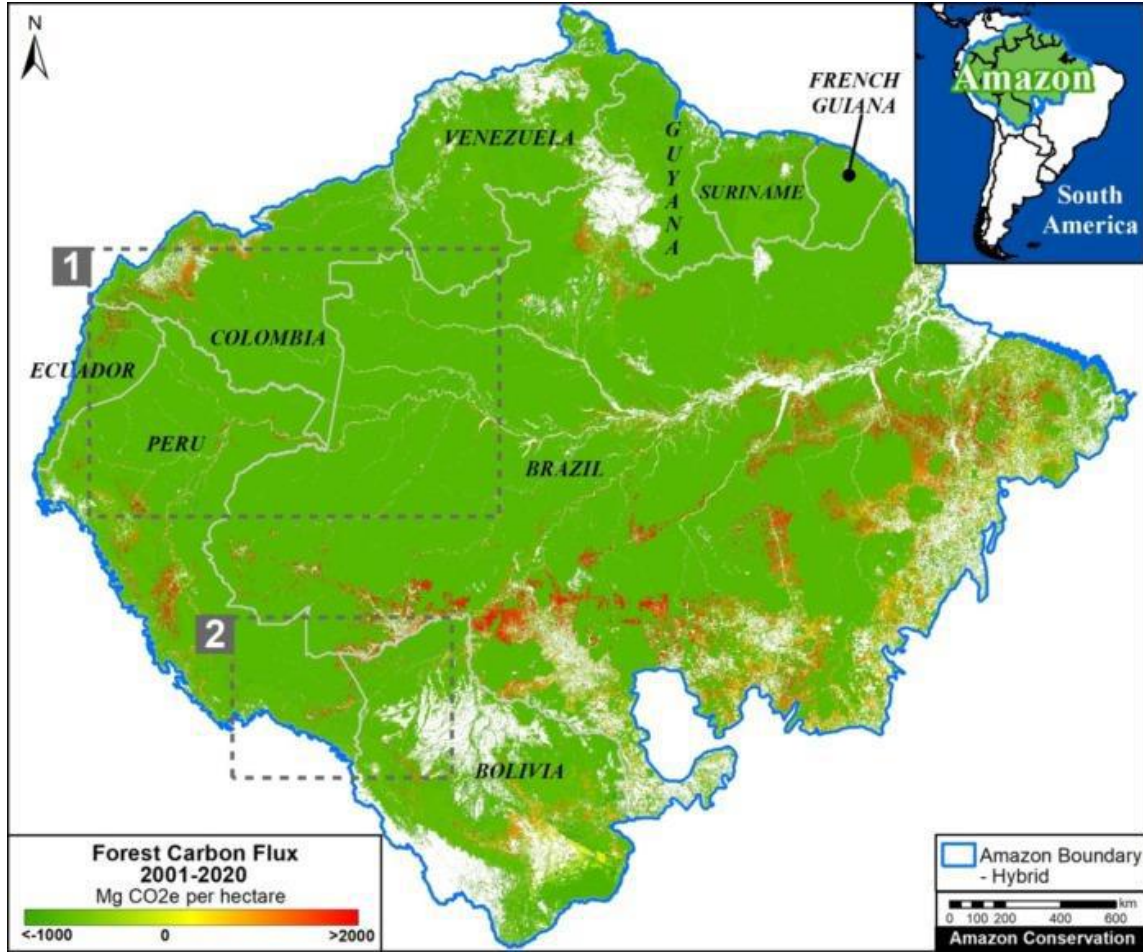 N
Amazon
South
America
FRENCH
GUIANA
VENEZUELA
GUYANA
SURINAME
1
COLOMBIA
ECUADOR
PERU
BRAZIL
2
BOLIVIA
Forest Carbon Flux
2001-2020
Mg CO2e per hectare
<-1000 0 >2000
Amazon Boundary
- Hybrid
km
0 100 200 400 600
Amazon Conservation